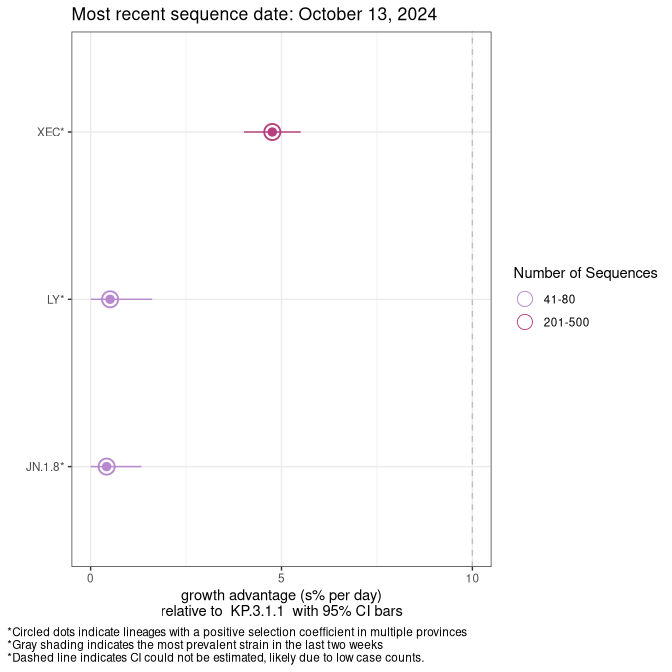 Most recent sequence date: October 13, 2024
XEC*
LY*
JN.1.8*
0
5
10
growth advantage (s% per day)
relative to KP.3.1.1 with 95% CI bars
Number of Sequences
41-80
201-500
*Circled dots indicate lineages with a positive selection coefficient in multiple provinces
*Gray shading indicates the most prevalent strain in the last two weeks
*Dashed line indicates CI could not be estimated, likely due to low case counts.